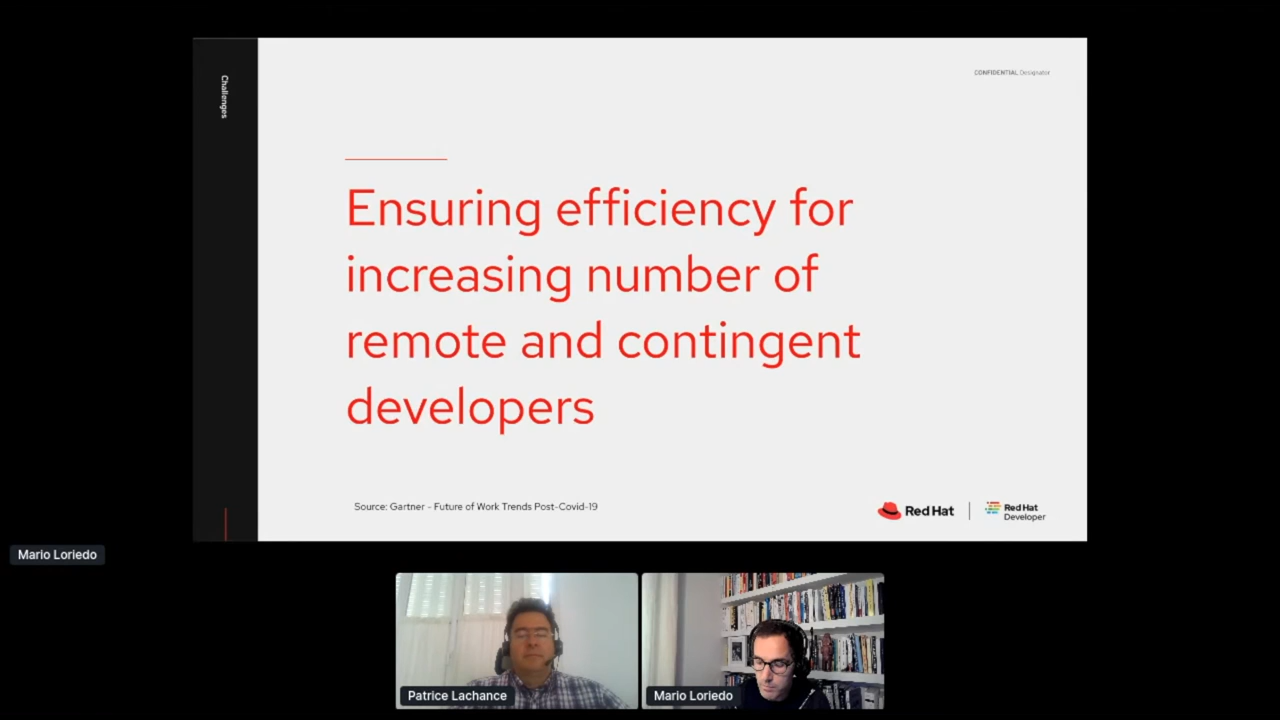 Challenges
CONFIDENTIAL Designator
Ensuring efficiency for
increasing number of
remote and contingent
developers
Source: Gartner - Future of Work Trends Post-Covid-19
Red Hat
Red Hat
Developer
Mario Loriedo
Patrice Lachance
Mario Loriedo